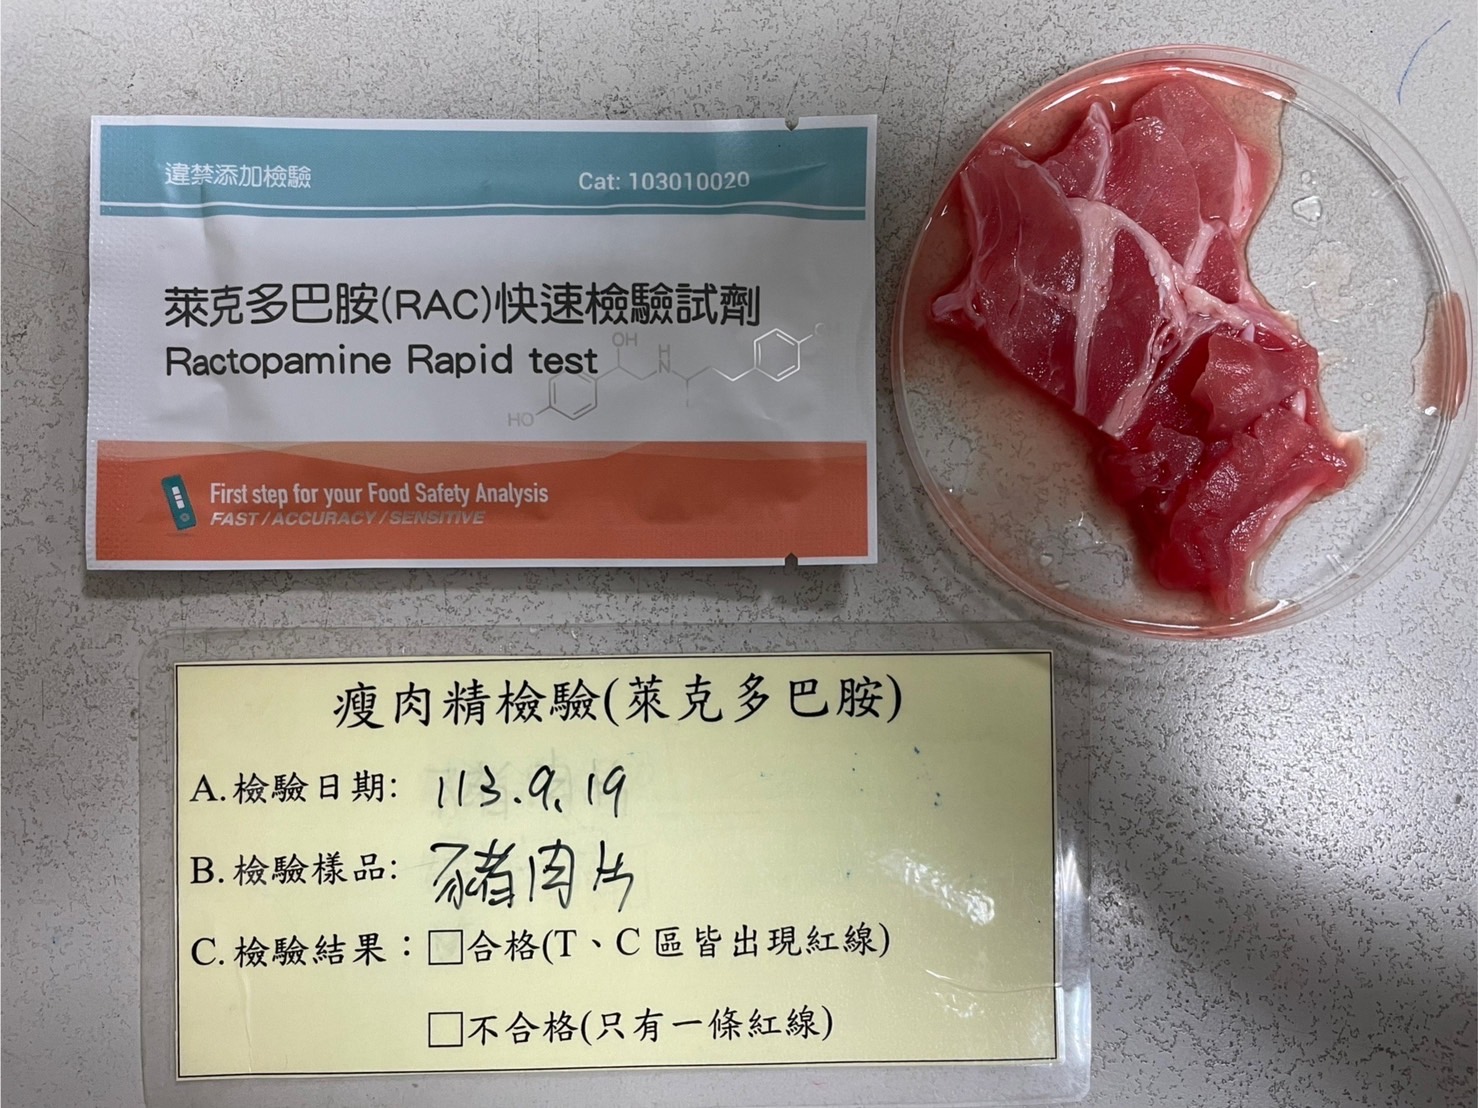 違禁添加檢驗
Cat: 103010020
萊克多巴胺(RAC)快速檢驗試劑
Ractopamine Rapid test
OH
H
N
HO
First step for your Food Safety Analysis
FAST / ACCURACY / SENSITIVE
瘦肉精檢驗(萊克多巴胺)
A.檢驗日期: 113.9.19
B.檢驗樣品: 豬肉片
C.檢驗結果：□合格(T、C 區皆出現紅線)
□不合格(只有一條紅線)